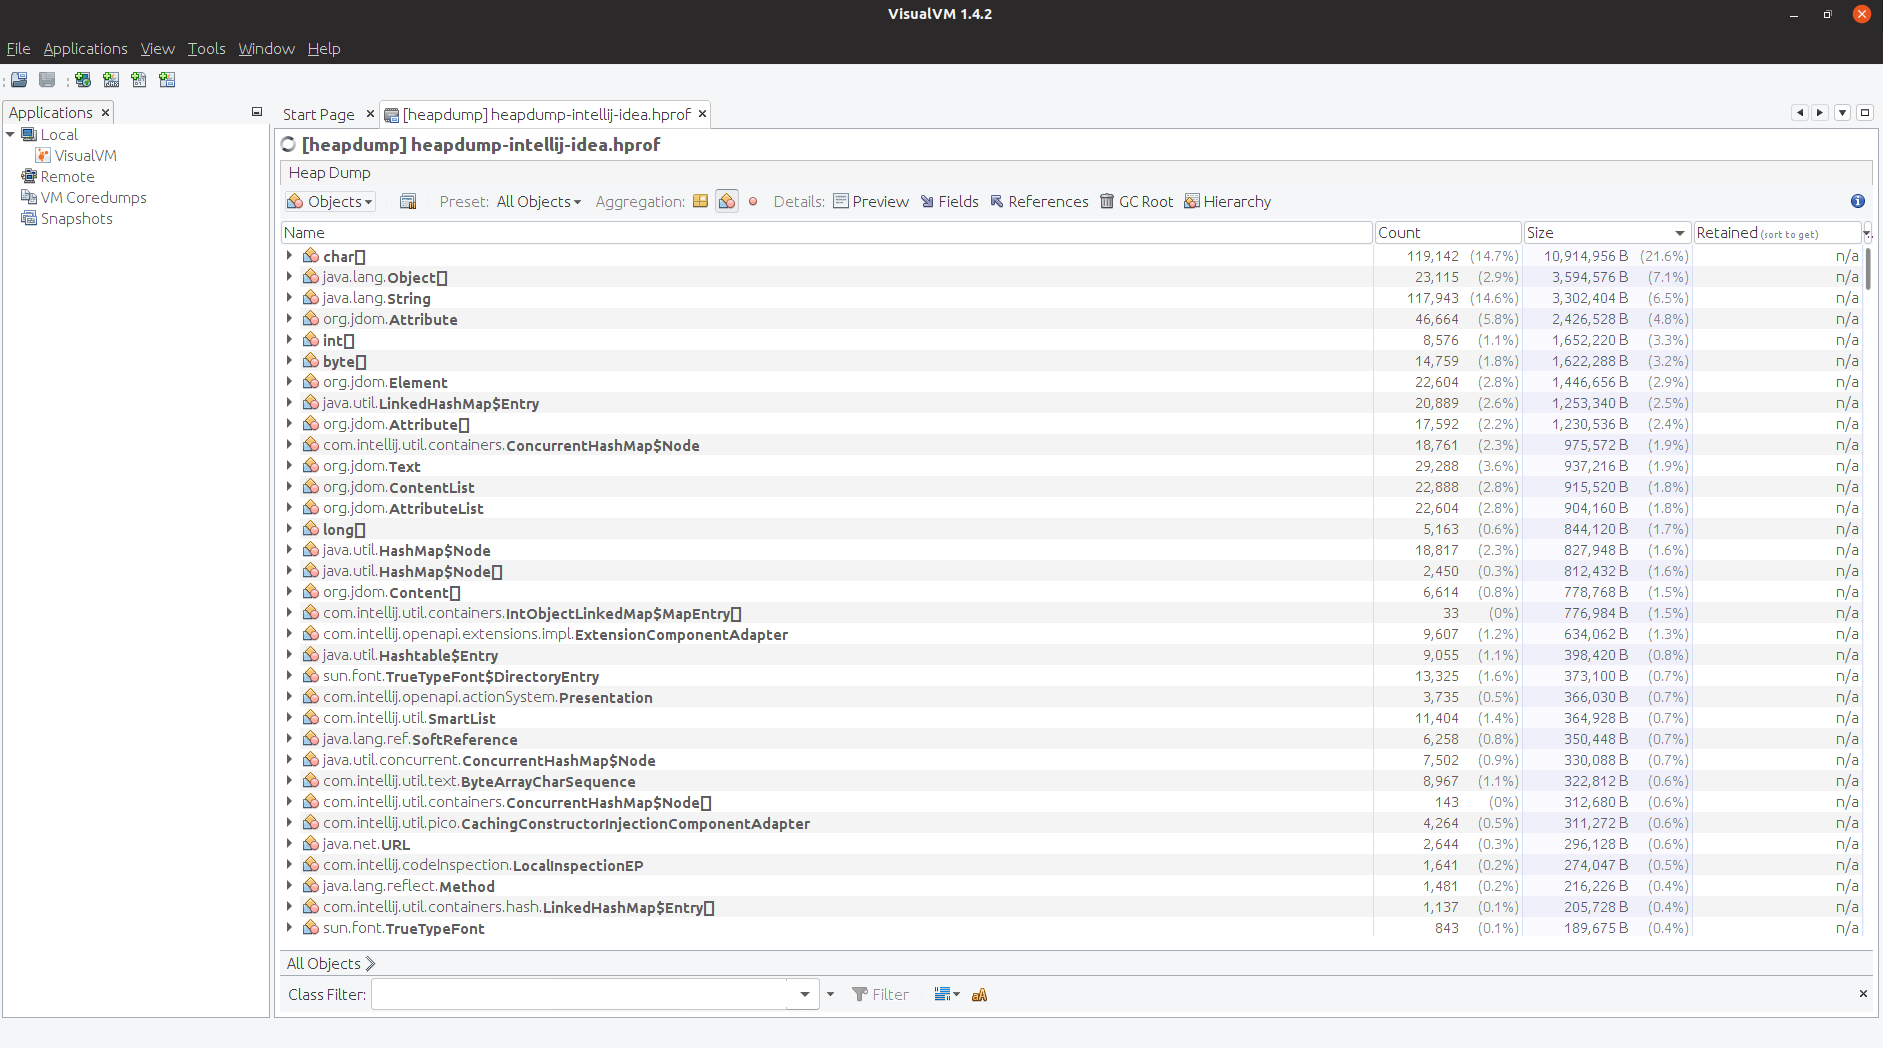 VisualVM 1.4.2
File Applications View Tools Window Help
Applications
Local
VisualVM
Remote
VM Coredumps
Snapshots
Start Page [heapdump] heapdump-intellij-idea.hprof
[heapdump] heapdump-intellij-idea.hprof
Heap Dump
Objects Preset: All Objects Aggregation: Details: Preview Fields References GC Root Hierarchy
Name Count Size Retained (sort to get)
char[] 119,142 (14.7%) 10,914,956 B (21.6%) n/a
java.lang.Object[] 23,115 (2.9%) 3,594,576 B (7.1%) n/a
java.lang.String 117,943 (14.6%) 3,302,404 B (6.5%) n/a
org.jdom.Attribute 46,664 (5.8%) 2,426,528 B (4.8%) n/a
int[] 8,576 (1.1%) 1,652,220 B (3.3%) n/a
byte[] 14,759 (1.8%) 1,622,288 B (3.2%) n/a
org.jdom.Element 22,604 (2.8%) 1,446,656 B (2.9%) n/a
java.util.LinkedHashMap$Entry 20,889 (2.6%) 1,253,340 B (2.5%) n/a
org.jdom.Attribute[] 17,592 (2.2%) 1,230,536 B (2.4%) n/a
com.intellij.util.containers.ConcurrentHashMap$Node 18,761 (2.3%) 975,572 B (1.9%) n/a
org.jdom.Text 29,288 (3.6%) 937,216 B (1.9%) n/a
org.jdom.ContentList 22,888 (2.8%) 915,520 B (1.8%) n/a
org.jdom.AttributeList 22,604 (2.8%) 904,160 B (1.8%) n/a
long[] 5,163 (0.6%) 844,120 B (1.7%) n/a
java.util.HashMap$Node 18,817 (2.3%) 827,948 B (1.6%) n/a
java.util.HashMap$Node[] 2,450 (0.3%) 812,432 B (1.6%) n/a
org.jdom.Content[] 6,614 (0.8%) 778,768 B (1.5%) n/a
com.intellij.util.containers.IntObjectLinkedMap$MapEntry[] 33 (0%) 776,984 B (1.5%) n/a
com.intellij.openapi.extensions.impl.ExtensionComponentAdapter 9,607 (1.2%) 634,062 B (1.3%) n/a
java.util.Hashtable$Entry 9,055 (1.1%) 398,420 B (0.8%) n/a
sun.font.TrueTypeFont$DirectoryEntry 13,325 (1.6%) 373,100 B (0.7%) n/a
com.intellij.openapi.actionSystem.Presentation 3,735 (0.5%) 366,030 B (0.7%) n/a
com.intellij.util.SmartList 11,404 (1.4%) 364,928 B (0.7%) n/a
java.lang.ref.SoftReference 6,258 (0.8%) 350,448 B (0.7%) n/a
java.util.concurrent.ConcurrentHashMap$Node 7,502 (0.9%) 330,088 B (0.7%) n/a
com.intellij.util.text.ByteArrayCharSequence 8,967 (1.1%) 322,812 B (0.6%) n/a
com.intellij.util.containers.ConcurrentHashMap$Node[] 143 (0%) 312,680 B (0.6%) n/a
com.intellij.util.pico.CachingConstructorInjectionComponentAdapter 4,264 (0.5%) 311,272 B (0.6%) n/a
java.net.URL 2,644 (0.3%) 296,128 B (0.6%) n/a
com.intellij.codeInspection.LocalInspectionEP 1,641 (0.2%) 274,047 B (0.5%) n/a
java.lang.reflect.Method 1,481 (0.2%) 216,226 B (0.4%) n/a
com.intellij.util.containers.hash.LinkedHashMap$Entry[] 1,137 (0.1%) 205,728 B (0.4%) n/a
sun.font.TrueTypeFont 843 (0.1%) 189,675 B (0.4%) n/a
All Objects
Class Filter: Filter aA